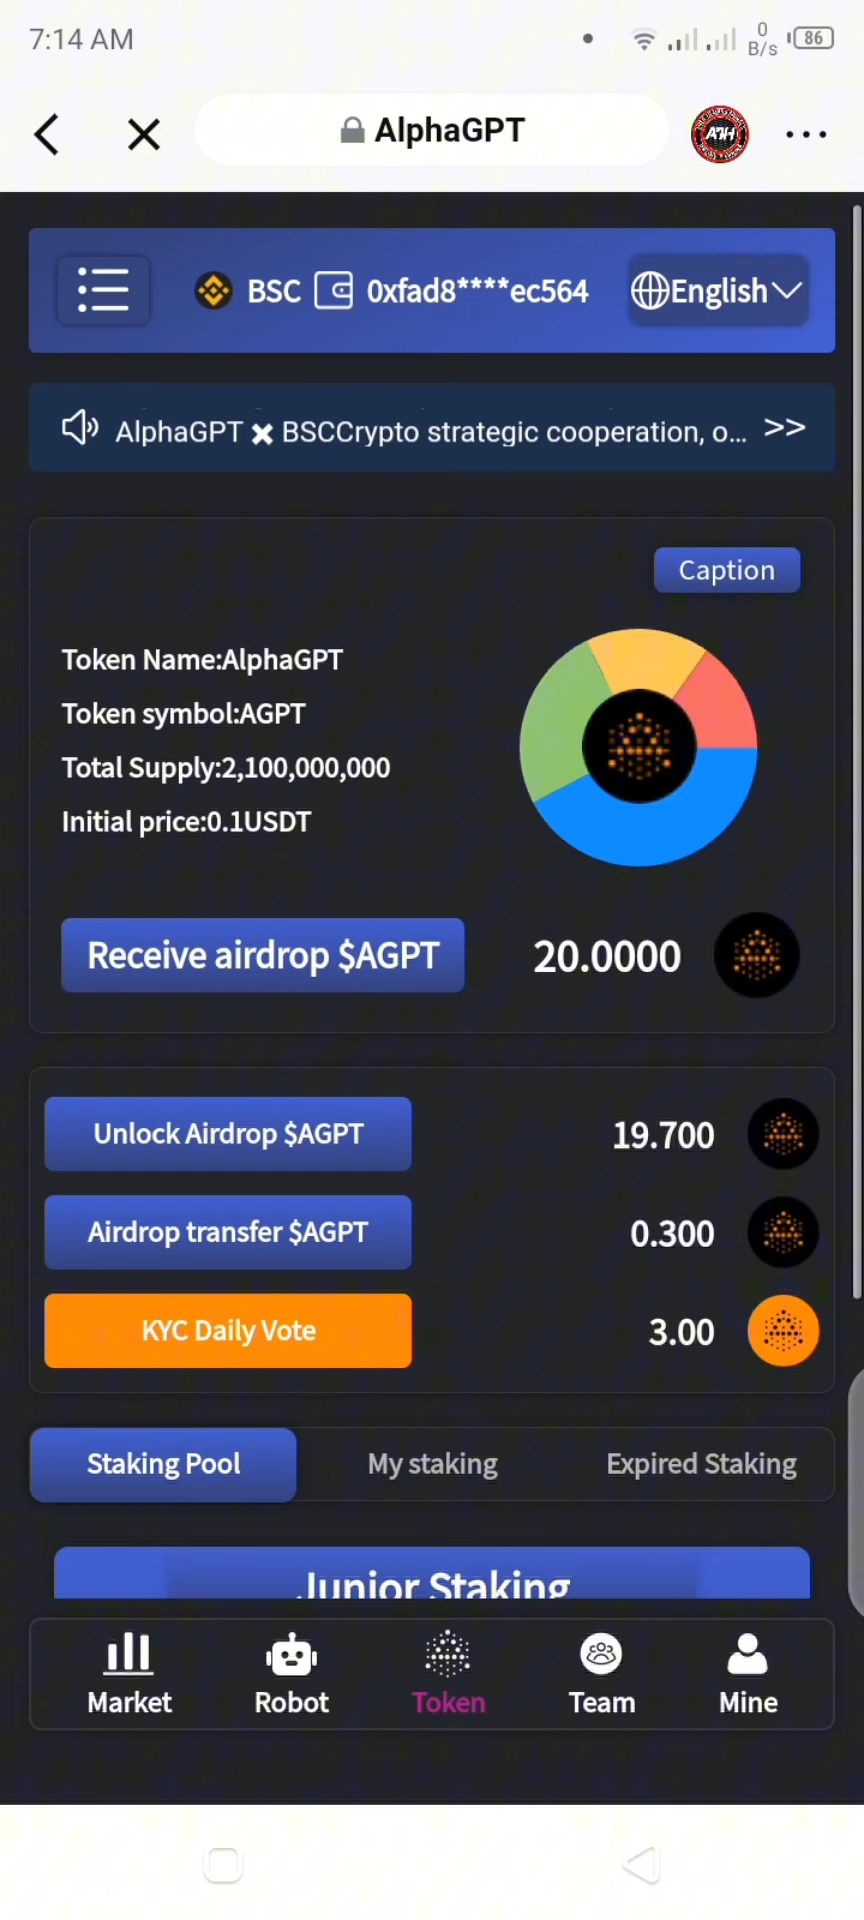 7:14 AM
0 B/s
86
AlphaGPT
BSC 0xfad8****ec564 English
AlphaGPT ✖ BSCCrypto strategic cooperation, o... >>
Caption
Token Name:AlphaGPT
Token symbol:AGPT
Total Supply:2,100,000,000
Initial price:0.1USDT
Receive airdrop $AGPT 20.0000
Unlock Airdrop $AGPT 19.700
Airdrop transfer $AGPT 0.300
KYC Daily Vote 3.00
Staking Pool My staking Expired Staking
Junior Staking
Market Robot Token Team Mine